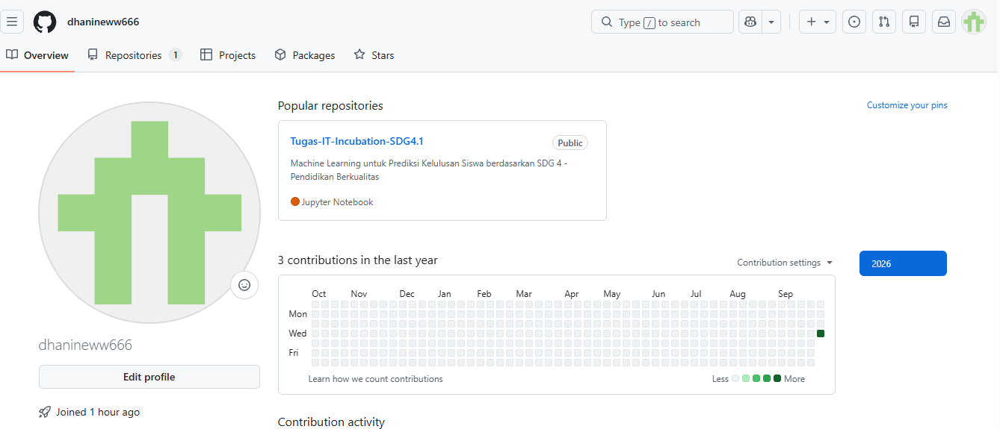 dhanineww666
Type / to search
Overview
Repositories 1
Projects
Packages
Stars
Popular repositories
Customize your pins
Tugas-IT-Incubation-SDG4.1
Public
Machine Learning untuk Prediksi Kelulusan Siswa berdasarkan SDG 4 -
Pendidikan Berkualitas
Jupyter Notebook
3 contributions in the last year
Contribution settings
2026
Oct Nov Dec Jan Feb Mar Apr May Jun Jul Aug Sep
Mon
Wed
Fri
Learn how we count contributions
Less More
dhanineww666
Edit profile
Joined 1 hour ago
Contribution activity